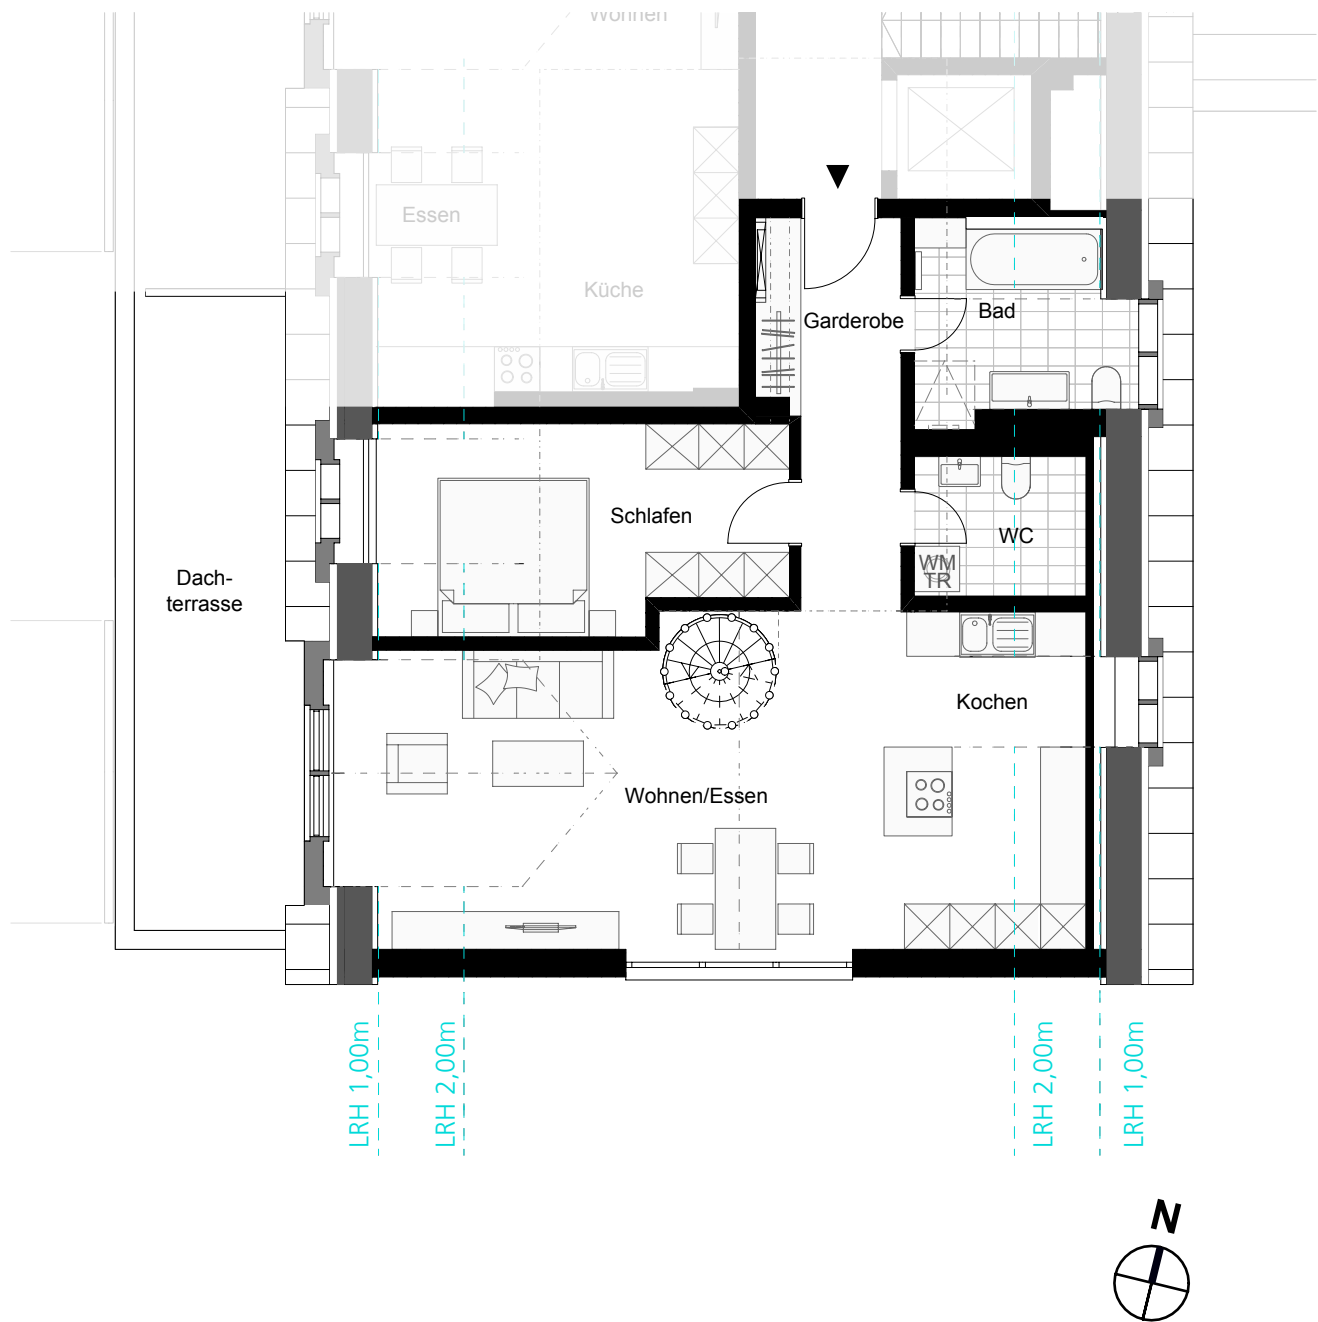 Wohnen
Essen
Küche
Garderobe
Bad
Schlafen
WC
WM
TR
Dach-
terrasse
Kochen
Wohnen/Essen
LRH 1,00m
LRH 2,00m
LRH 2,00m
LRH 1,00m
N